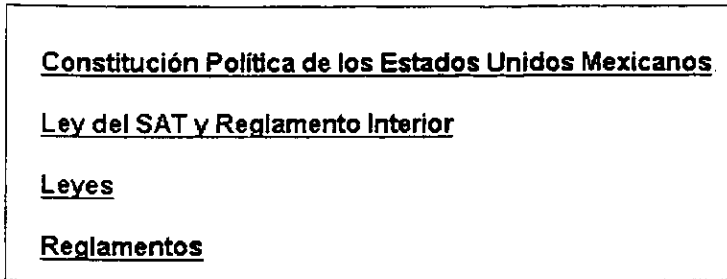 Constitución Política de los Estados Unidos Mexicanos
Ley del SAT y Reglamento Interior
Leyes
Reglamentos